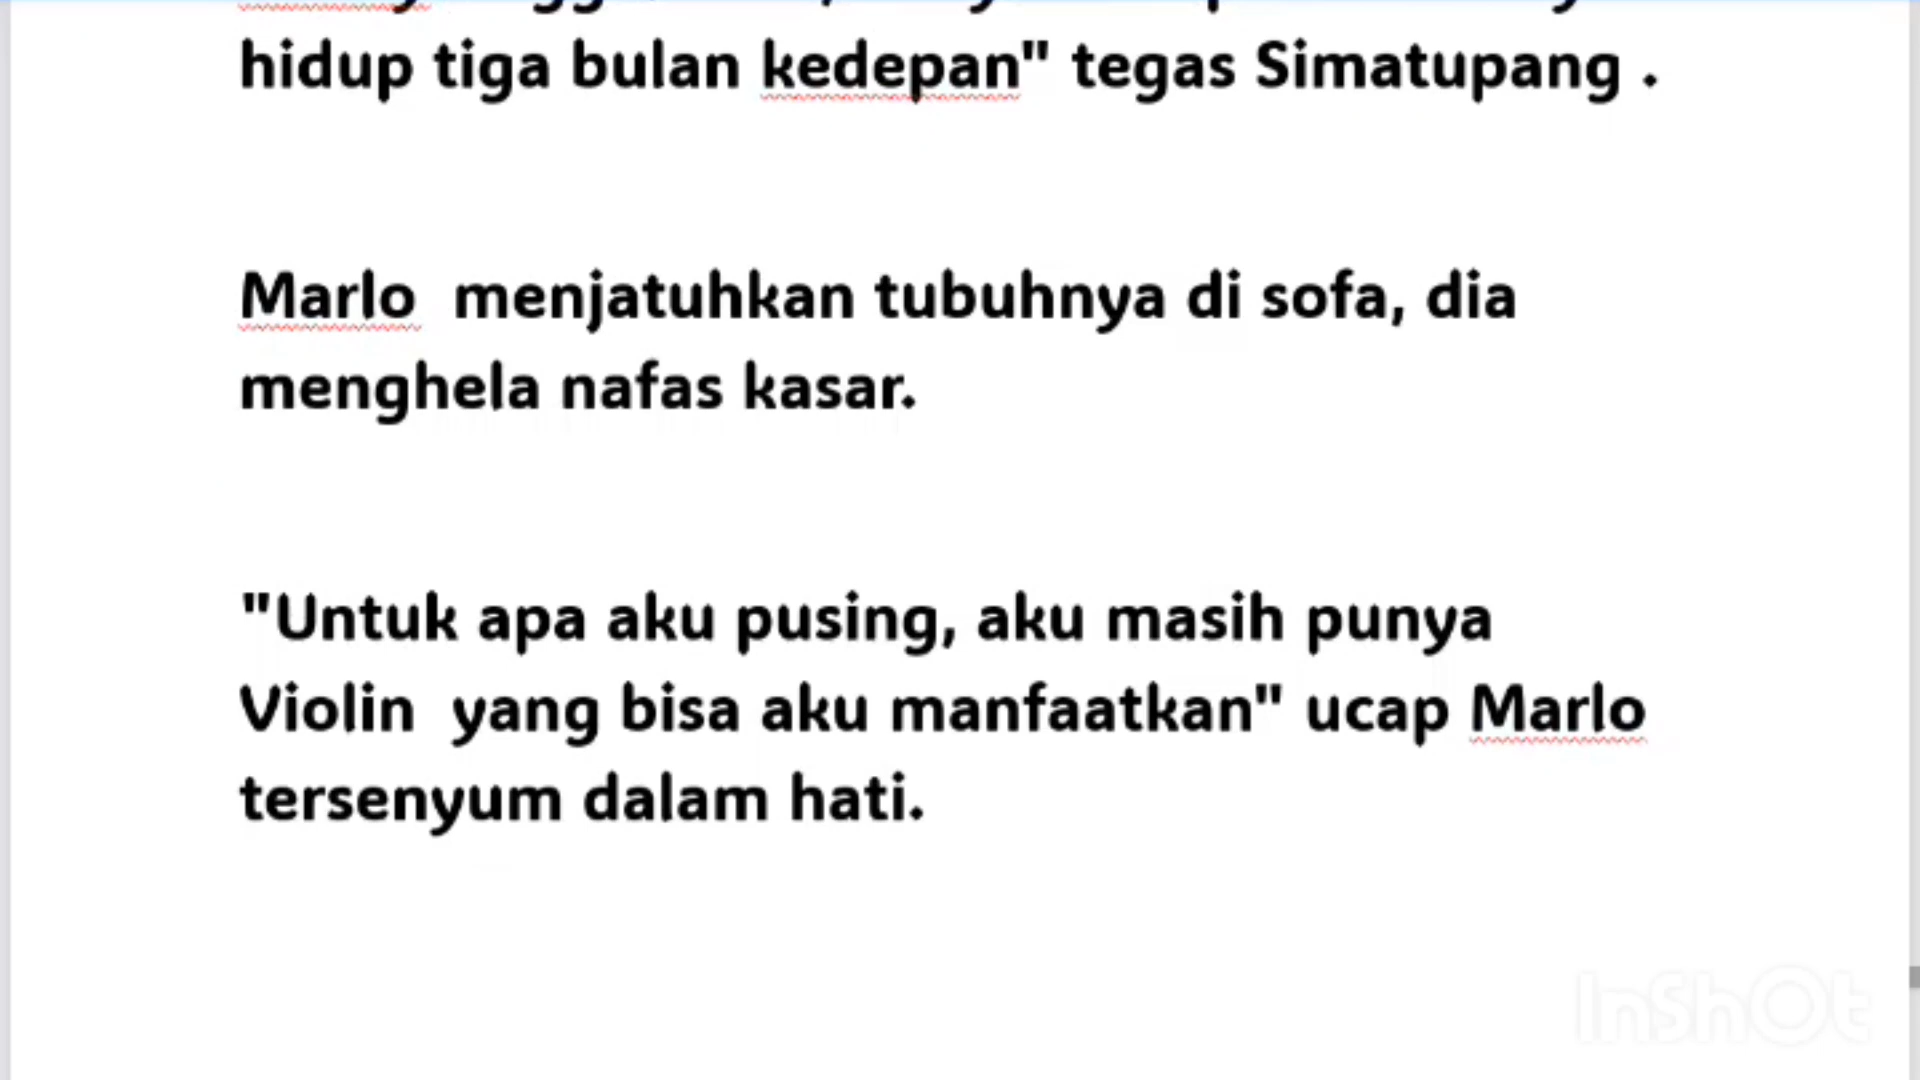 hidup tiga bulan kedepan" tegas Simatupang .
Marlo  menjatuhkan tubuhnya di sofa, dia
menghela nafas kasar.
"Untuk apa aku pusing, aku masih punya
Violin  yang bisa aku manfaatkan" ucap Marlo
tersenyum dalam hati.
InShOt